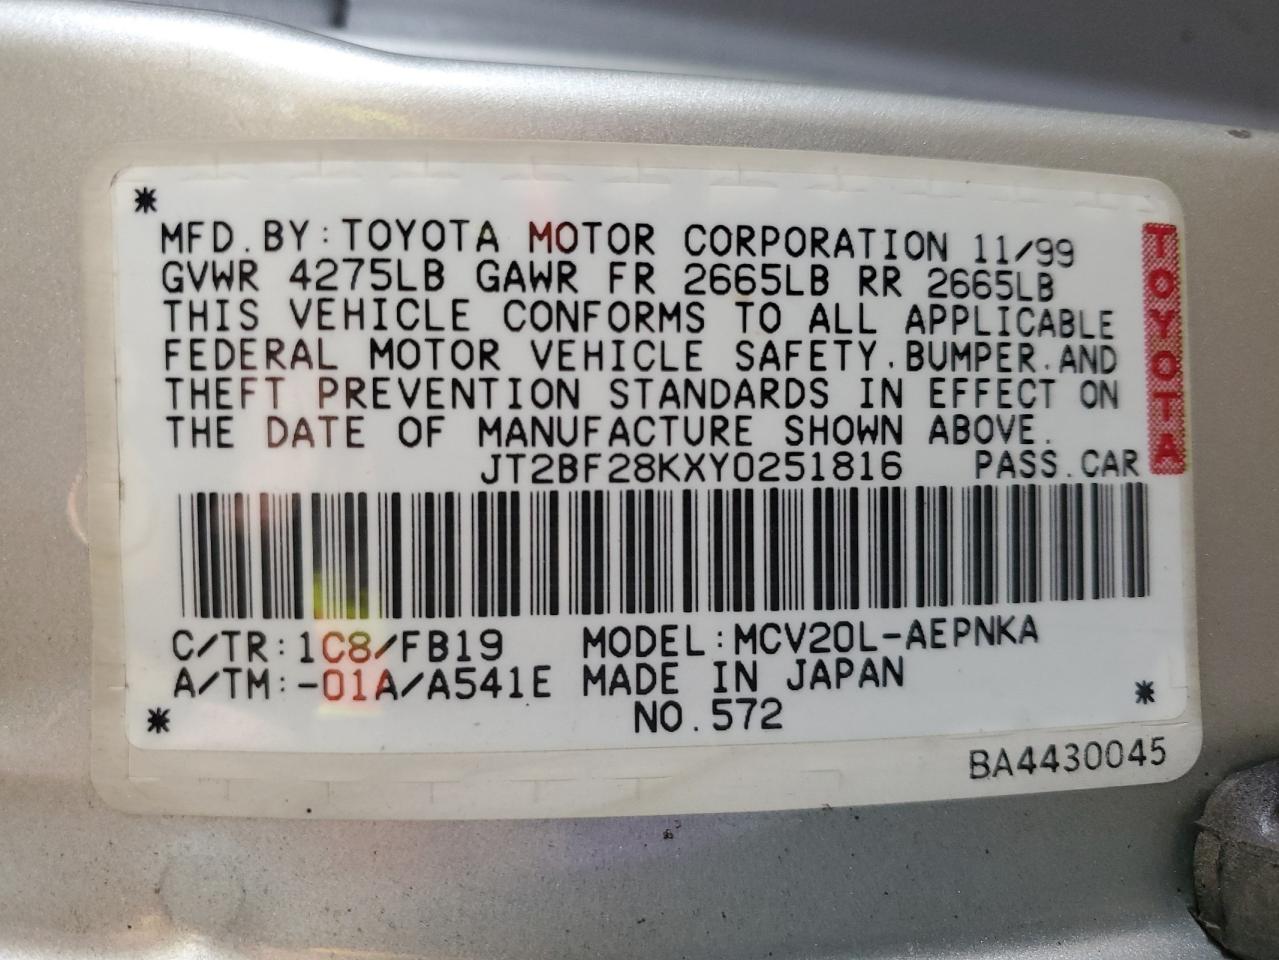 MFD. BY: TOYOTA MOTOR CORPORATION 11/99
GVWR 4275LB GAWR FR 2665LB RR 2665LB
THIS VEHICLE CONFORMS TO ALL APPLICABLE
FEDERAL MOTOR VEHICLE SAFETY. BUMPER. AND
THEFT PREVENTION STANDARDS IN EFFECT ON
THE DATE OF MANUFACTURE SHOWN ABOVE.
JT2BF28KXY0251816 PASS. CAR
C/TR: 1C8/FB19 MODEL: MCV20L-AEPNKA
A/TM: -01A/A541E MADE IN JAPAN
NO. 572
BA4430045
TOYOTA